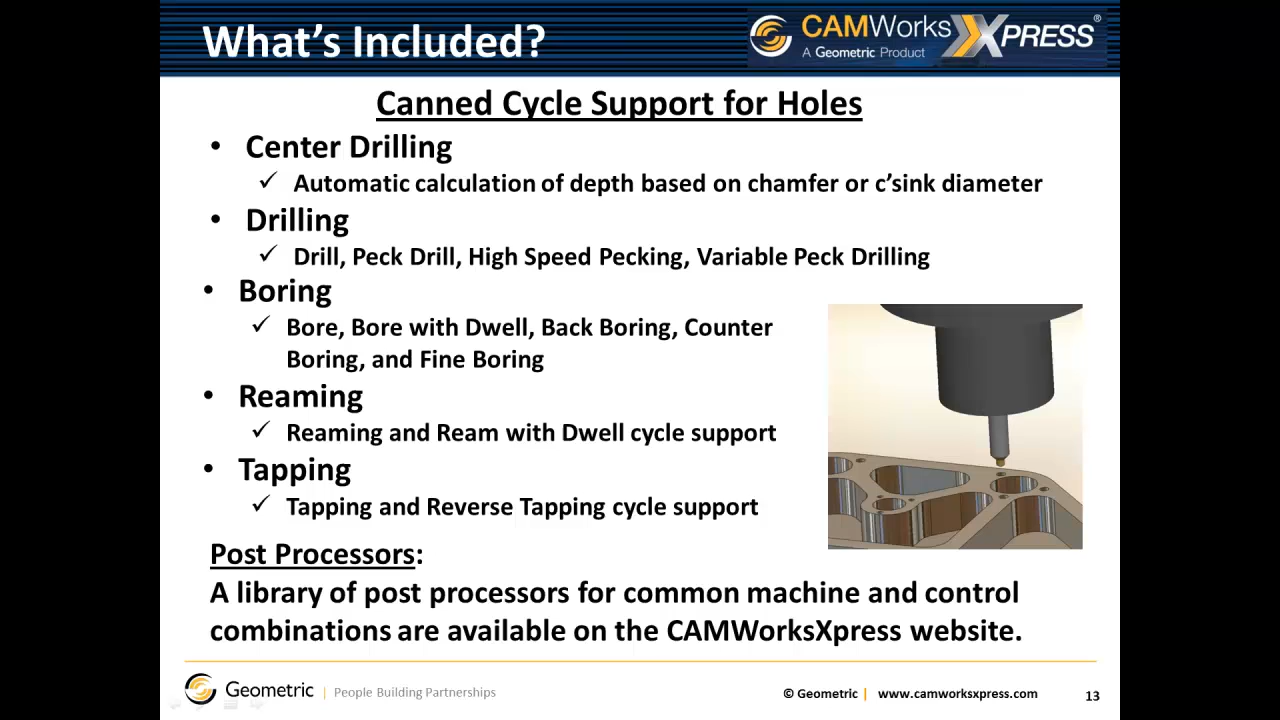 What's Included?
CAMWorks
XPRESS®
A Geometric Product
Canned Cycle Support for Holes
• Center Drilling
✓ Automatic calculation of depth based on chamfer or c'sink diameter
• Drilling
✓ Drill, Peck Drill, High Speed Pecking, Variable Peck Drilling
• Boring
✓ Bore, Bore with Dwell, Back Boring, Counter
Boring, and Fine Boring
• Reaming
✓ Reaming and Ream with Dwell cycle support
• Tapping
✓ Tapping and Reverse Tapping cycle support
Post Processors:
A library of post processors for common machine and control
combinations are available on the CAMWorksXpress website.
Geometric | People Building Partnerships
© Geometric | www.camworksxpress.com
13